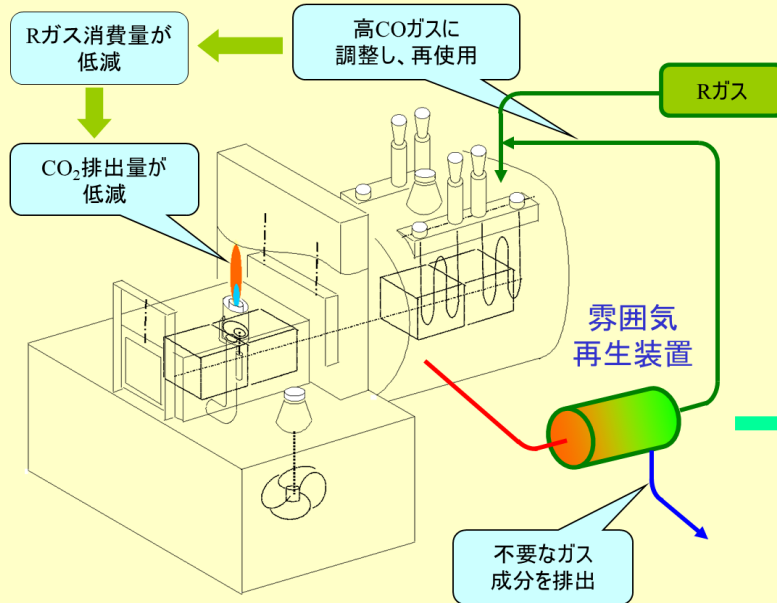 Rガス消費量が
低減
高COガスに
調整し、再使用
Rガス
CO₂排出量が
低減
雰囲気
再生装置
不要なガス
成分を排出